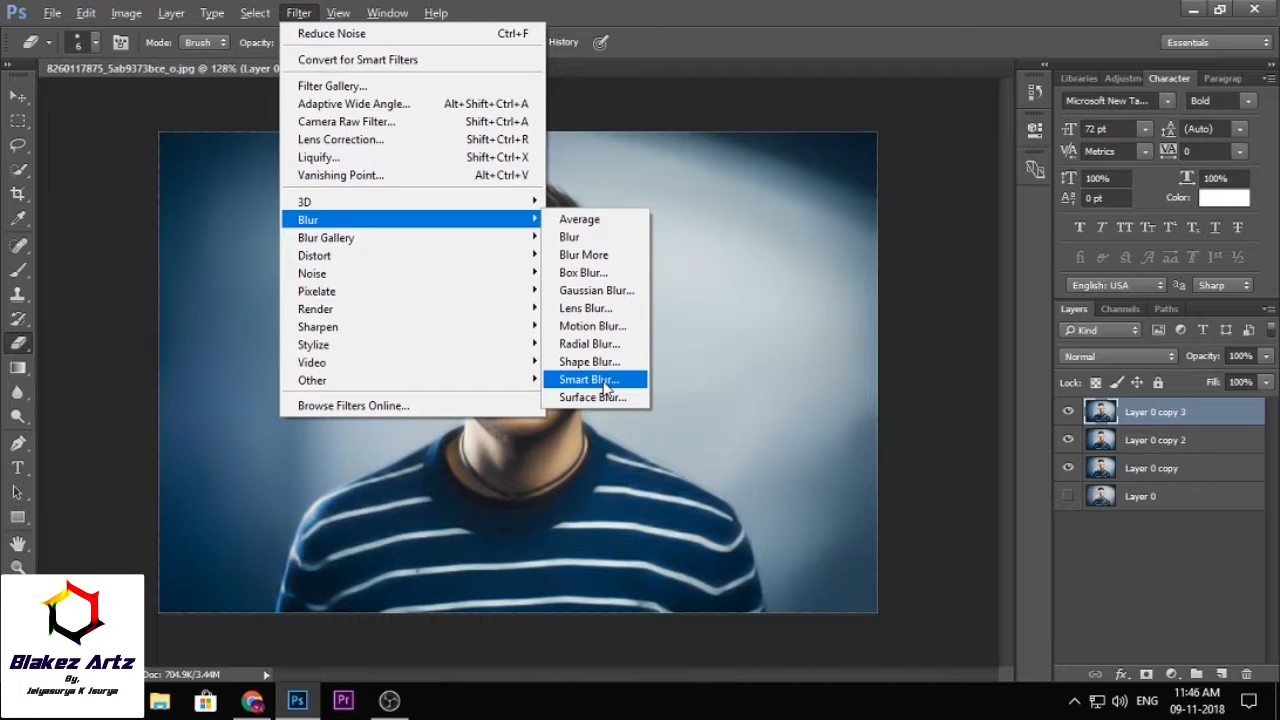 Ps File Edit Image Layer Type Select Filter View Window Help
6 Mode: Brush Opacity: History Essentials
8260117875_5ab9373bce_o.jpg @ 128% (Layer 0
Reduce Noise Ctrl+F
Convert for Smart Filters
Filter Gallery...
Adaptive Wide Angle... Alt+Shift+Ctrl+A
Camera Raw Filter... Shift+Ctrl+A
Lens Correction... Shift+Ctrl+R
Liquify... Shift+Ctrl+X
Vanishing Point... Alt+Ctrl+V
3D
Blur
Blur Gallery
Distort
Noise
Pixelate
Render
Sharpen
Stylize
Video
Other
Browse Filters Online...
Average
Blur
Blur More
Box Blur...
Gaussian Blur...
Lens Blur...
Motion Blur...
Radial Blur...
Shape Blur...
Smart Blur...
Surface Blur...
Libraries Adjustm Character Paragrap
Microsoft New Ta... Bold
72 pt (Auto)
Metrics 0
100% 100%
0 pt Color:
English: USA Sharp
Layers Channels Paths
Kind
Normal Opacity: 100%
Lock: Fill: 100%
Layer 0 copy 3
Layer 0 copy 2
Layer 0 copy
Layer 0
Doc: 704.9K/3.44M
Blakez Artz
By,
Jelyasurya K Jsurya
Ps Pr
ENG
11:46 AM
09-11-2018